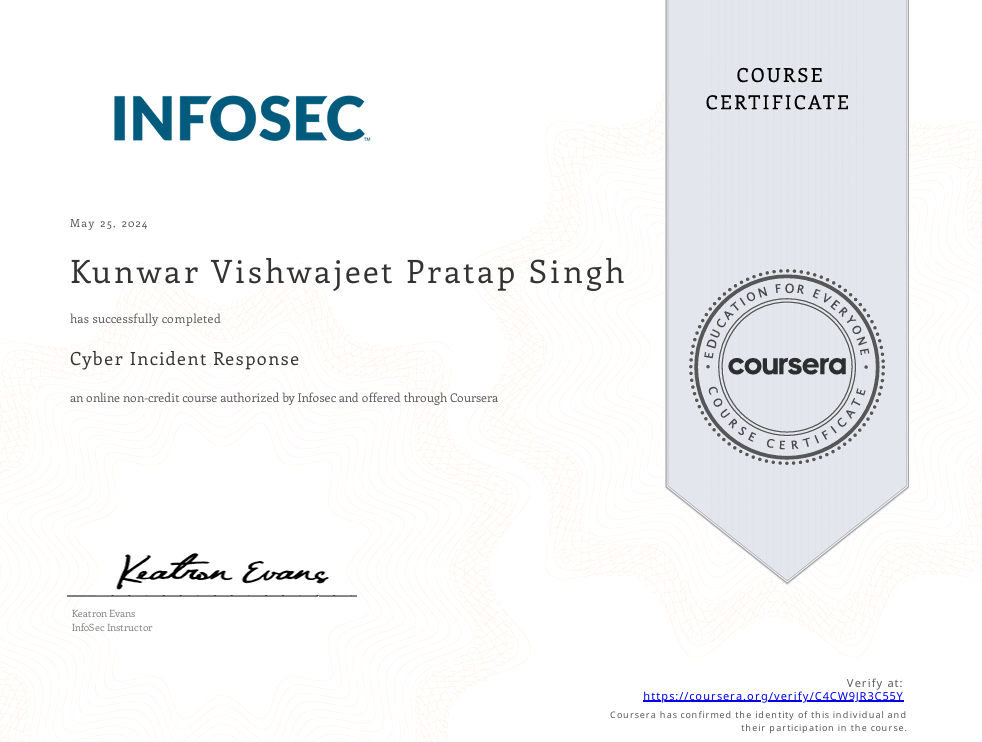 COURSE
CERTIFICATE
INFOSEC™
May 25, 2024
Kunwar Vishwajeet Pratap Singh
has successfully completed
Cyber Incident Response
an online non-credit course authorized by Infosec and offered through Coursera
EDUCATION FOR EVERYONE
coursera
COURSE CERTIFICATE
Keatron Evans
Keatron Evans
InfoSec Instructor
Verify at:
https://coursera.org/verify/C4CW9JR3C55Y
Coursera has confirmed the identity of this individual and
their participation in the course.